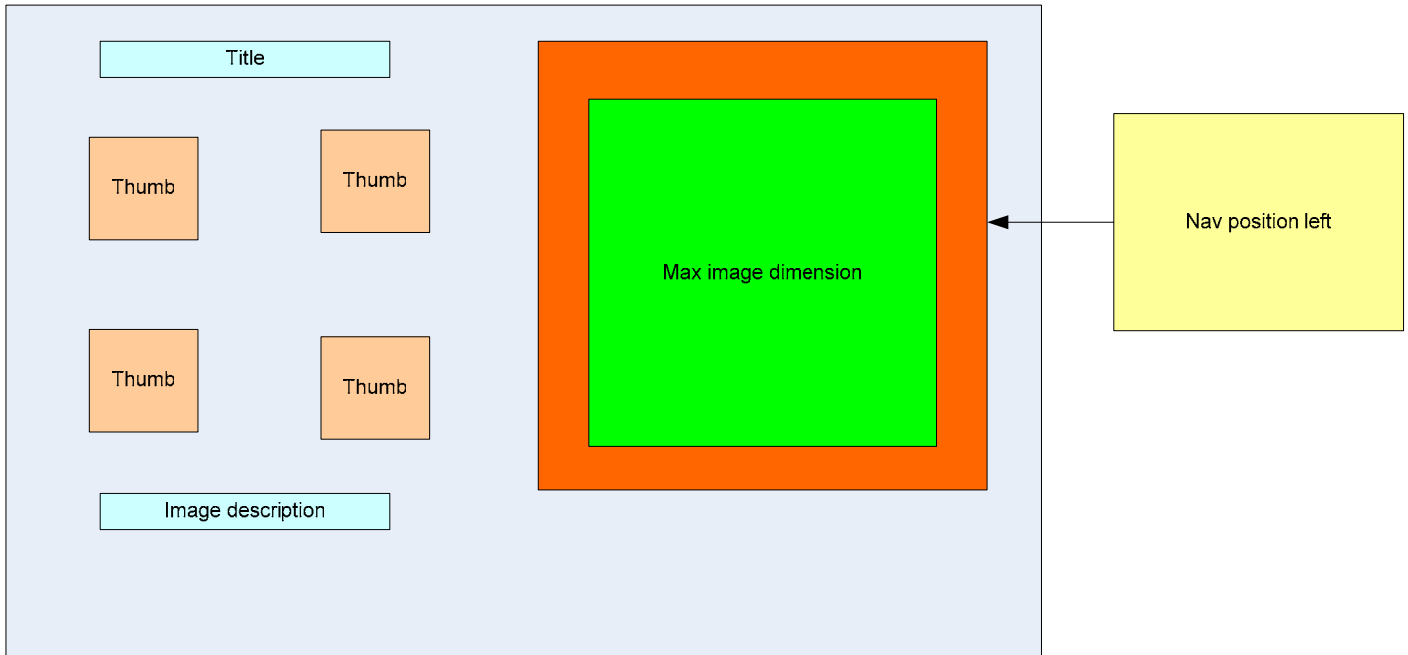 Title
Thumb
Thumb
Max image dimension
Nav position left
Thumb
Thumb
Image description